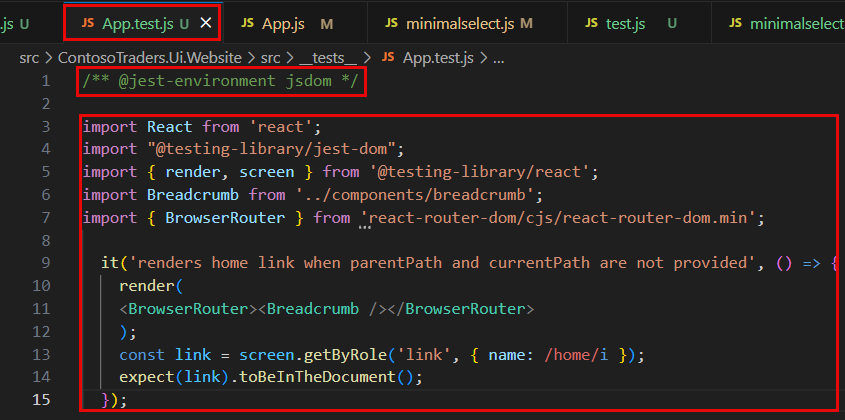 .js U JS App.test.js U × JS App.js M JS minimalselect.js M JS test.js U JS minimalselect
src > ContosoTraders.Ui.Website > src > __tests__ > JS App.test.js > ...
1 /** @jest-environment jsdom */
2
3 import React from 'react';
4 import "@testing-library/jest-dom";
5 import { render, screen } from '@testing-library/react';
6 import Breadcrumb from '../components/breadcrumb';
7 import { BrowserRouter } from 'react-router-dom/cjs/react-router-dom.min';
8
9 it('renders home link when parentPath and currentPath are not provided', () => {
10 render(
11 <BrowserRouter><Breadcrumb /></BrowserRouter>
12 );
13 const link = screen.getByRole('link', { name: /home/i });
14 expect(link).toBeInTheDocument();
15 });